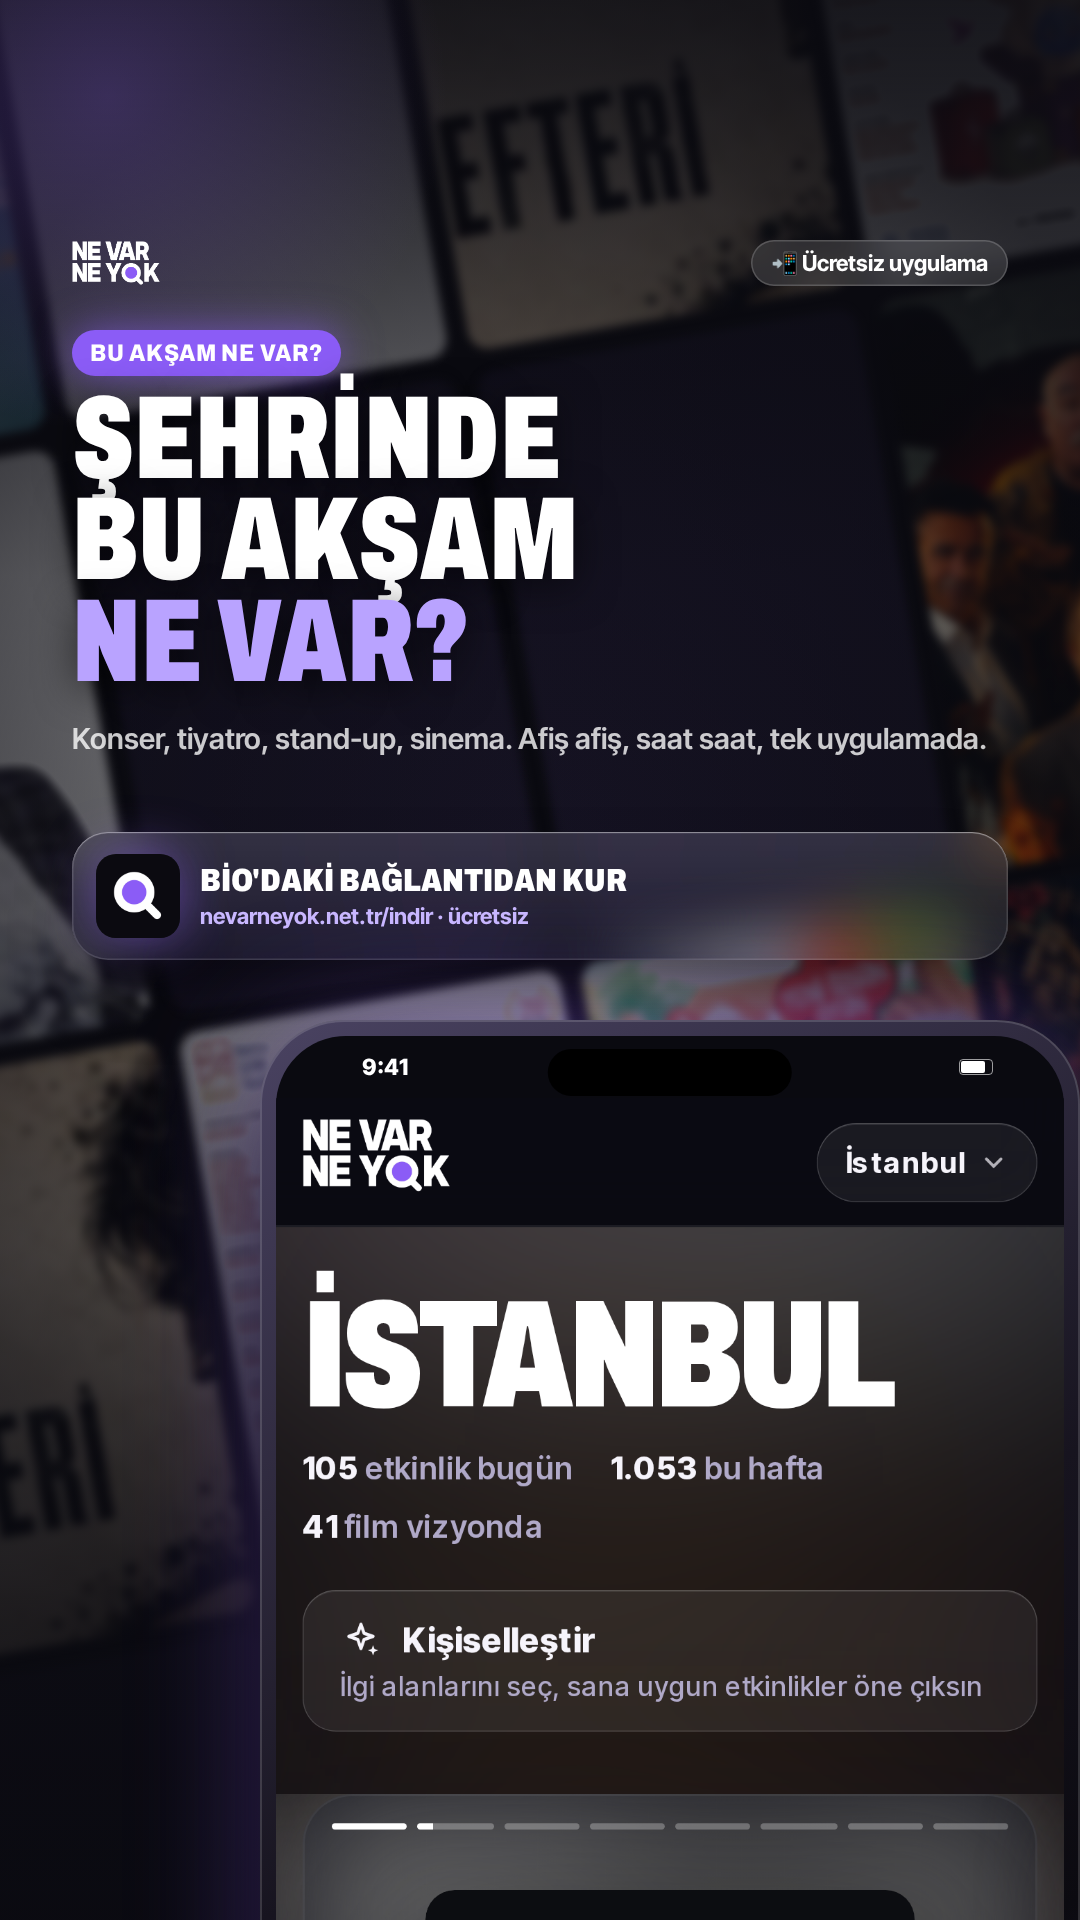 EFTERİ
NE VAR
NE YOK
📲 Ücretsiz uygulama
BU AKŞAM NE VAR?
ŞEHRİNDE
BU AKŞAM
NE VAR?
Konser, tiyatro, stand-up, sinema. Afiş afiş, saat saat, tek uygulamada.
BİO'DAKİ BAĞLANTIDAN KUR
nevarneyok.net.tr/indir · ücretsiz
9:41
NE VAR
NE YOK
İstanbul
İSTANBUL
105 etkinlik bugün 1.053 bu hafta
41 film vizyonda
Kişiselleştir
İlgi alanlarını seç, sana uygun etkinlikler öne çıksın
ERİ